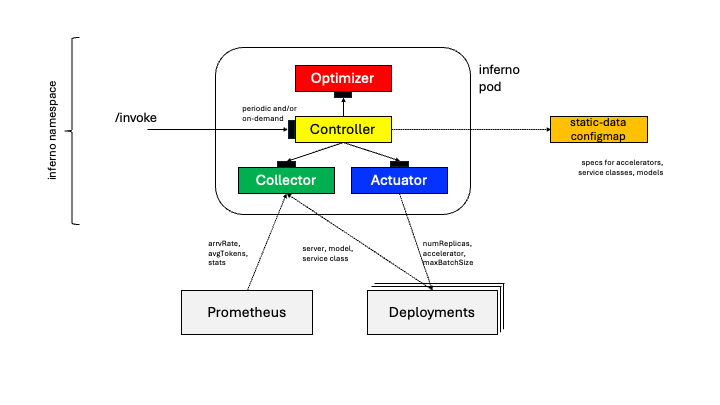 Optimizer
inferno
pod
periodic and/or
on-demand
/invoke
Controller
static-data
configmap
specs for accelerators,
service classes, models
Collector
Actuator
inferno namespace
arrvRate,
avgTokens,
stats
server, model,
service class
numReplicas,
accelerator,
maxBatchSize
Prometheus
Deployments